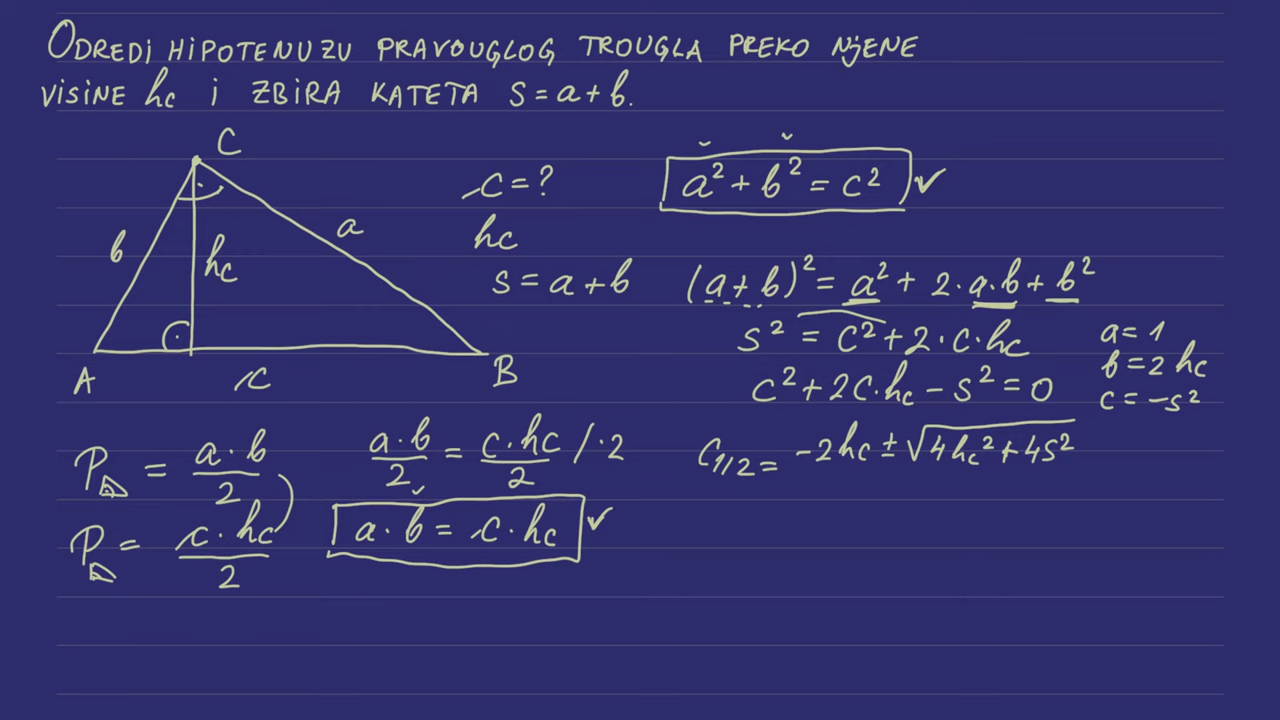 ODREDI HIPOTENUZU PRAVOUGLOG TROUGLA PREKO NJENE
VISINE hc I ZBIRA KATETA S = a + b.
C
b
hc
a
A
c
B
c = ?
hc
s = a + b
a² + b² = c² ✓
(a + b)² = a² + 2·a·b + b²
s² = c² + 2·c·hc
c² + 2c·hc - s² = 0
a = 1
b = 2hc
c = -s²
P = a·b/2
P = c·hc/2
a·b/2 = c·hc/2 /·2
a·b = c·hc ✓
c1/2 = -2hc ± √4hc² + 4s²